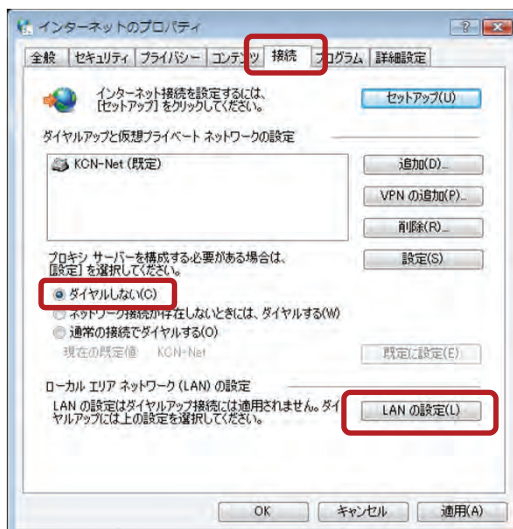 インターネットのプロパティ
全般 セキュリティ プライバシー コンテンツ 接続 プログラム 詳細設定
インターネット接続を設定するには、
[セットアップ] をクリックしてください。
セットアップ(U)
ダイヤルアップと仮想プライベート ネットワークの設定
KCN-Net (既定)
追加(D)...
VPN の追加(P)...
削除(R)...
プロキシ サーバーを構成する必要がある場合は、
[設定] を選択してください。
設定(S)
ダイヤルしない(C)
ネットワーク接続が存在しないときには、ダイヤルする(W)
通常の接続でダイヤルする(O)
現在の既定値: KCN-Net
既定に設定(E)
ローカル エリア ネットワーク (LAN) の設定
LAN の設定はダイヤルアップ接続には適用されません。ダイ
ヤルアップには上の設定を選択してください。
LAN の設定(L)
OK キャンセル 適用(A)